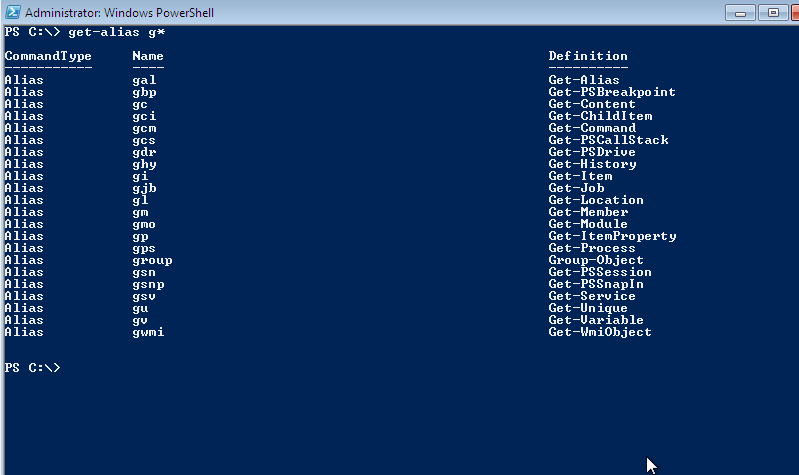 Administrator: Windows PowerShell
PS C:\> get-alias g*
CommandType Name Definition
----------- ---- ----------
Alias gal Get-Alias
Alias gbp Get-PSBreakpoint
Alias gc Get-Content
Alias gci Get-ChildItem
Alias gcm Get-Command
Alias gcs Get-PSCallStack
Alias gdr Get-PSDrive
Alias ghy Get-History
Alias gi Get-Item
Alias gjb Get-Job
Alias gl Get-Location
Alias gm Get-Member
Alias gmo Get-Module
Alias gp Get-ItemProperty
Alias gps Get-Process
Alias group Group-Object
Alias gsn Get-PSSession
Alias gsnp Get-PSSnapIn
Alias gsv Get-Service
Alias gu Get-Unique
Alias gv Get-Variable
Alias gwmi Get-WmiObject
PS C:\>